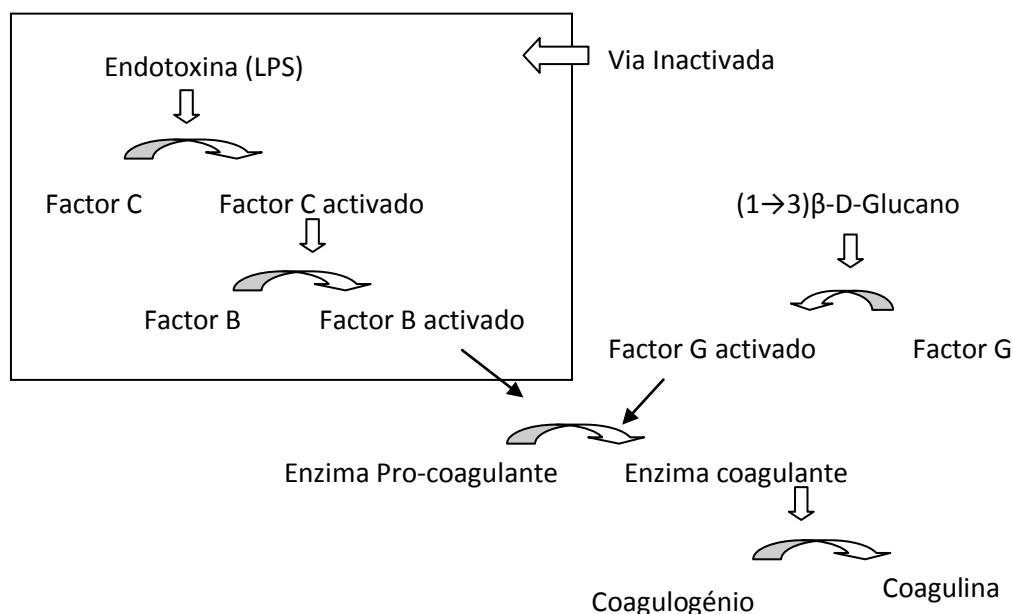 Via Inactivada
Endotoxina (LPS)
Factor C
Factor C activado
(1→3)β-D-Glucano
Factor B
Factor B activado
Factor G activado
Factor G
Enzima Pro-coagulante
Enzima coagulante
Coagulogénio
Coagulina